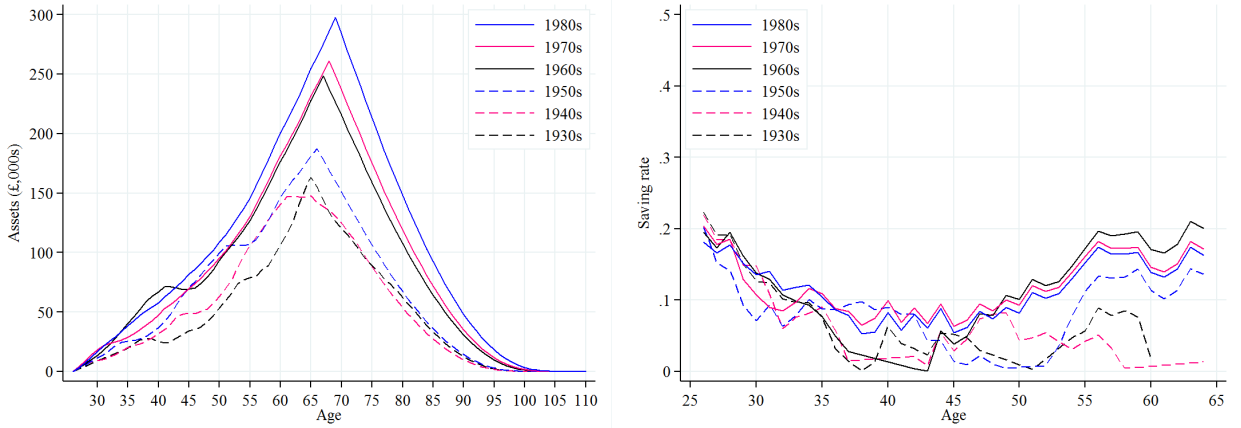 300
250
200
150
100
50
0
Assets (£,000s)
30 35 40 45 50 55 60 65 70 75 80 85 90 95 100 105 110
Age
1980s
1970s
1960s
1950s
1940s
1930s
.5
.4
.3
.2
.1
0
Saving rate
25 30 35 40 45 50 55 60 65
Age
1980s
1970s
1960s
1950s
1940s
1930s